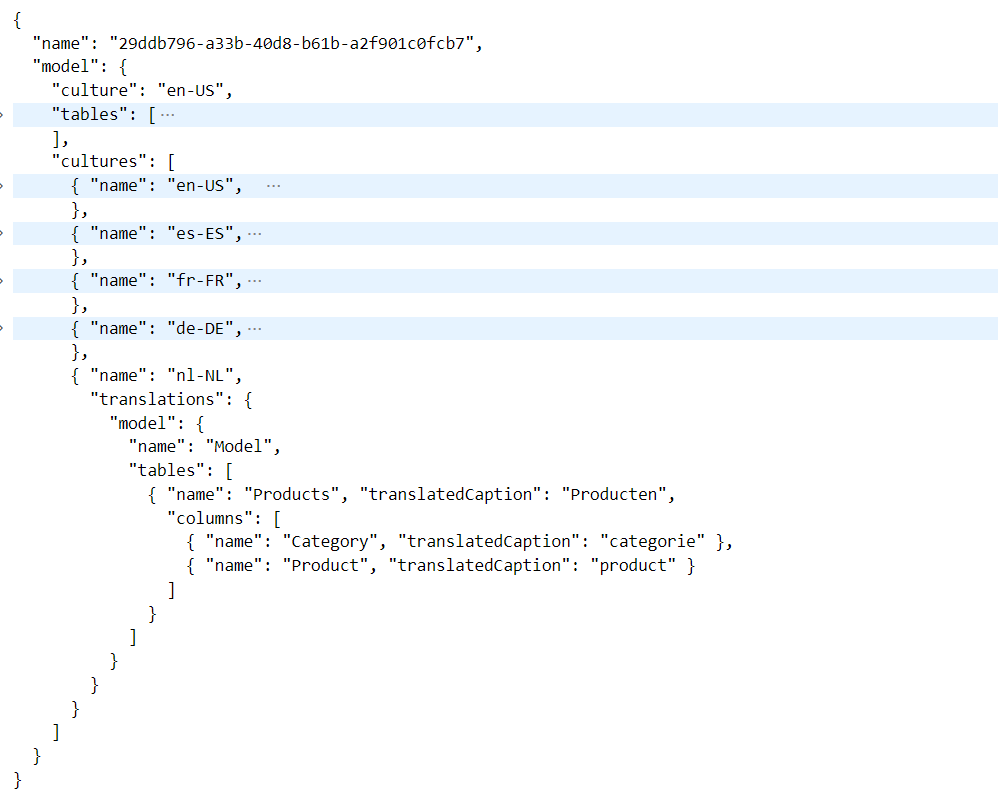 {
  "name": "29ddb796-a33b-40d8-b61b-a2f901c0fcb7",
  "model": {
    "culture": "en-US",
    "tables": [ ···
    ],
    "cultures": [
      { "name": "en-US",  ···
      },
      { "name": "es-ES", ···
      },
      { "name": "fr-FR", ···
      },
      { "name": "de-DE", ···
      },
      { "name": "nl-NL",
        "translations": {
          "model": {
            "name": "Model",
            "tables": [
              { "name": "Products", "translatedCaption": "Producten",
                "columns": [
                  { "name": "Category", "translatedCaption": "categorie" },
                  { "name": "Product", "translatedCaption": "product" }
                ]
              }
            ]
          }
        }
      }
    ]
  }
}